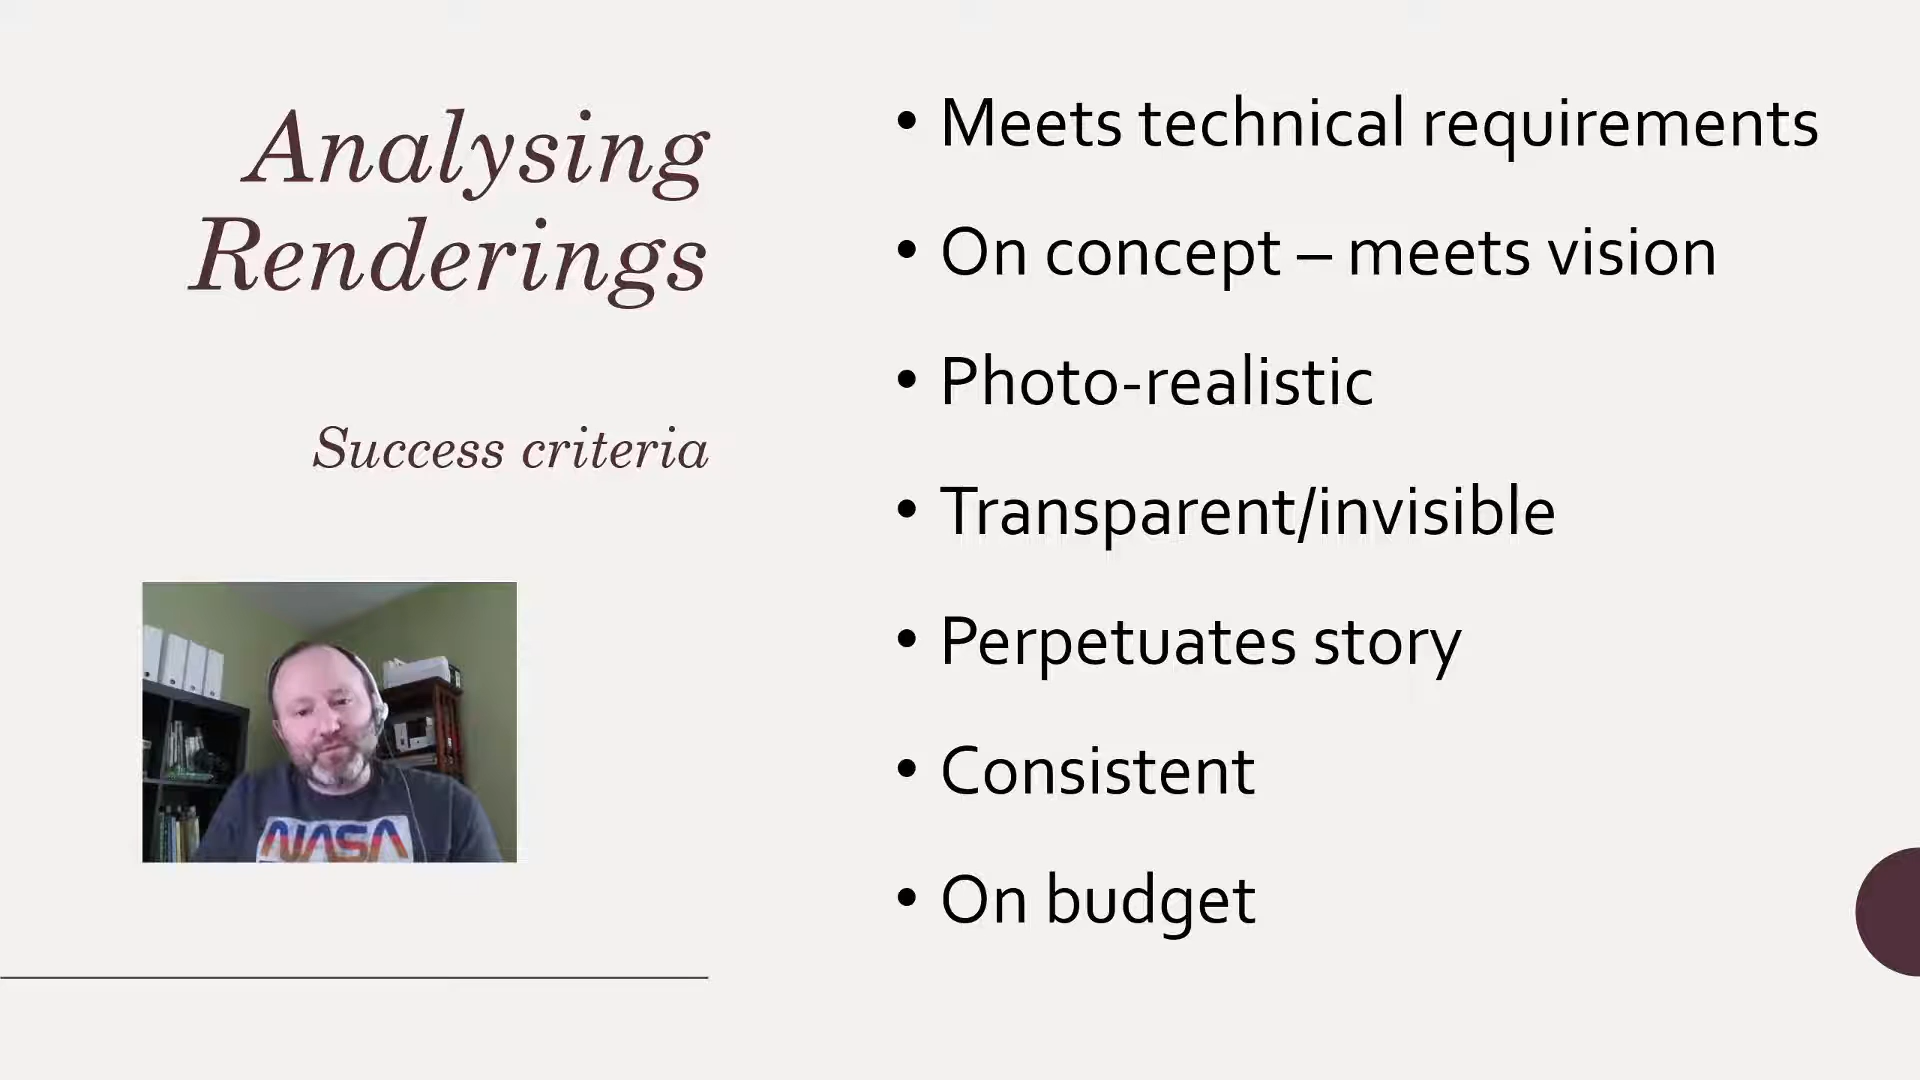 Analysing
Renderings
Success criteria
NASA
• Meets technical requirements
• On concept – meets vision
• Photo-realistic
• Transparent/invisible
• Perpetuates story
• Consistent
• On budget